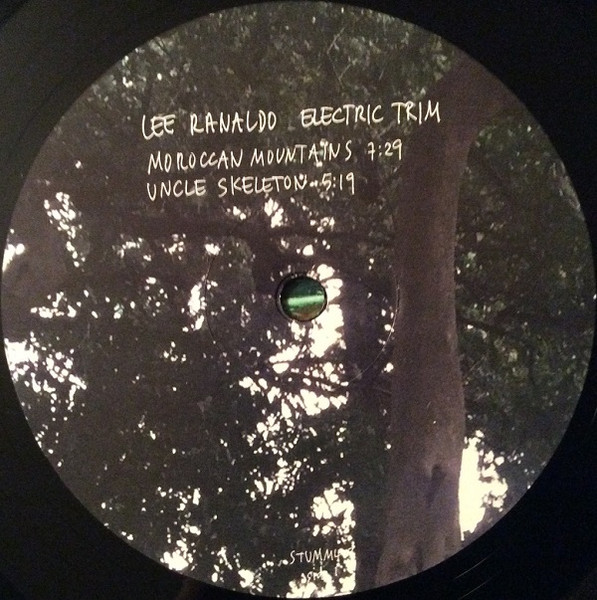 LEE RANALDO ELECTRIC TRIM
MOROCCAN MOUNTAINS 7:29
UNCLE SKELETON 5:19